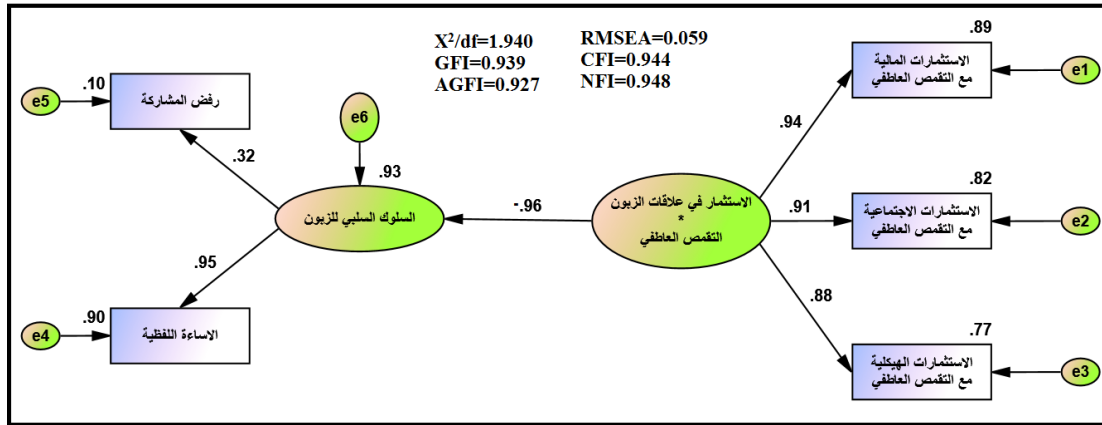 X²/df=1.940
GFI=0.939
AGFI=0.927
RMSEA=0.059
CFI=0.944
NFI=0.948
.89
الاستثمارات المالية
مع التقمص العاطفي
e1
.94
.82
الاستثمارات الاجتماعية
مع التقمص العاطفي
e2
.91
.77
الاستثمارات الهيكلية
مع التقمص العاطفي
e3
.88
الاستثمار في علاقات الزبون
*
التقمص العاطفي
-.96
e6
.93
السلوك السلبي للزبون
.32
.10
رفض المشاركة
e5
.95
.90
الاساءة اللفظية
e4